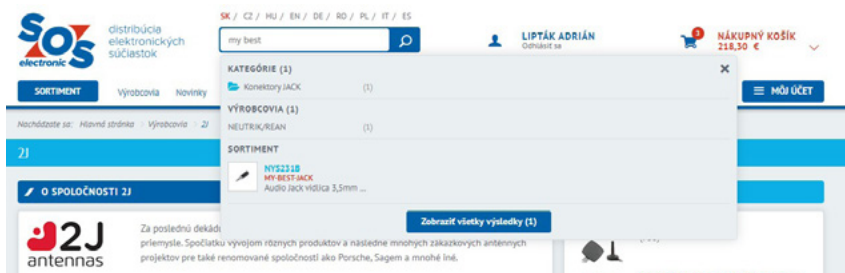 SK / CZ / HU / EN / DE / RO / PL / IT / ES
SOS
electronic
distribúcia
elektronických
súčiastok
my best
LIPTÁK ADRIÁN
Odhlásiť sa
3
NÁKUPNÝ KOŠÍK
218,30 €
KATEGÓRIE (1)
Konektory JACK (1)
VÝROBCOVIA (1)
NEUTRIK/REAN (1)
SORTIMENT
NYS231B
MY-BEST-JACK
Audio Jack vidlica 3,5mm ...
Zobraziť všetky výsledky (1)
SORTIMENT
Výrobcovia
Novinky
MÔJ ÚČET
Nachádzate sa: Hlavná stránka > Výrobcovia > 2J
2J
O SPOLOČNOSTI 2J
2J
antennas
Za poslednú dekádu
priemysle. Spočiatku vývojom rôznych produktov a následne mnohých zákazkových anténnych
projektov pre také renomované spoločnosti ako Porsche, Sagem a mnohé iné.